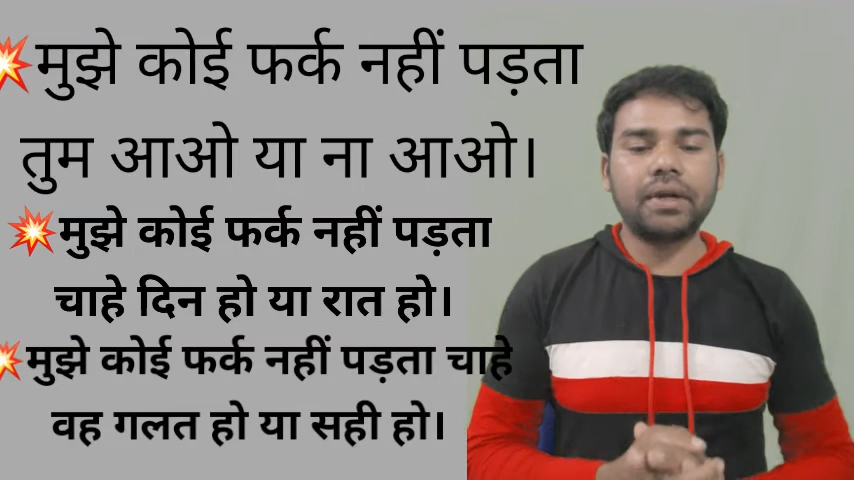 💥मुझे कोई फर्क नहीं पड़ता
तुम आओ या ना आओ।
💥मुझे कोई फर्क नहीं पड़ता
चाहे दिन हो या रात हो।
💥मुझे कोई फर्क नहीं पड़ता चाहे
वह गलत हो या सही हो।